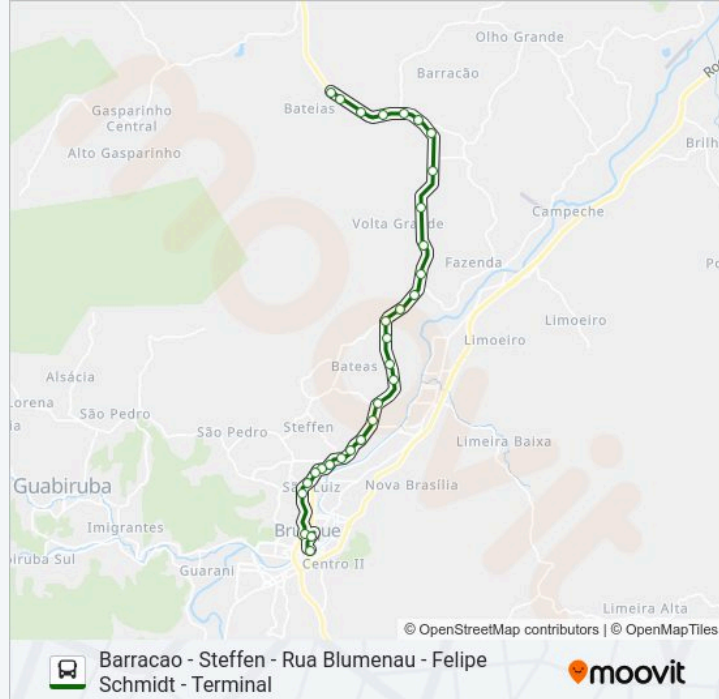 Olho Grande
Barracão
Bateias
Gasparinho
Central
Alto Gasparinho
Campeche
Volta Grande
Fazenda
Limoeiro
Limoeiro
Bateas
Alsácia
São Pedro
Steffen
São Pedro
Limeira Baixa
Guabiruba
Nova Brasília
Imigrantes
Guarani
Centro II
Limeira Alta
© OpenStreetMap contributors | © OpenMapTiles
Barracao - Steffen - Rua Blumenau - Felipe
Schmidt - Terminal
moovit